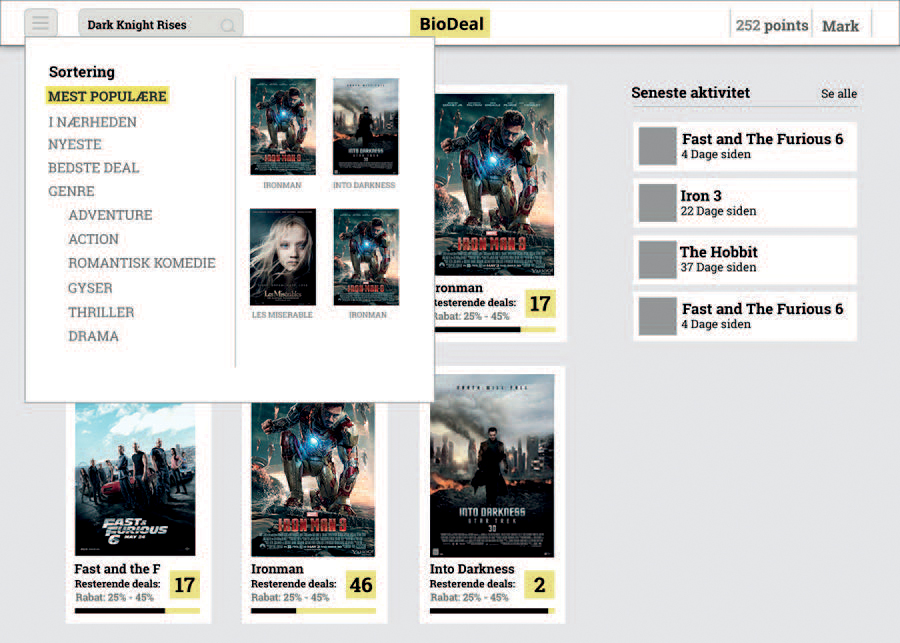 Dark Knight Rises
BioDeal
252 points
Mark
Sortering
MEST POPULÆRE
I NÆRHEDEN
NYESTE
BEDSTE DEAL
GENRE
ADVENTURE
ACTION
ROMANTISK KOMEDIE
GYSER
THRILLER
DRAMA
IRON MAN 3
IRONMAN
INTO DARKNESS
STAR TREK
INTO DARKNESS
Les Misérables
LES MISERABLE
IRON MAN 3
IRONMAN
MARVEL
IRON MAN 3
ronman
Resterende deals:
Rabat: 25% - 45%
17
Seneste aktivitet
Se alle
Fast and The Furious 6
4 Dage siden
Iron 3
22 Dage siden
The Hobbit
37 Dage siden
Fast and The Furious 6
4 Dage siden
FAST & FURIOUS 6
MAY 24
Fast and the F
Resterende deals:
Rabat: 25% - 45%
17
MARVEL
IRON MAN 3
Ironman
Resterende deals:
Rabat: 25% - 45%
46
EARTH WILL FALL
INTO DARKNESS
STAR TREK
3D
Into Darkness
Resterende deals:
Rabat: 25% - 45%
2